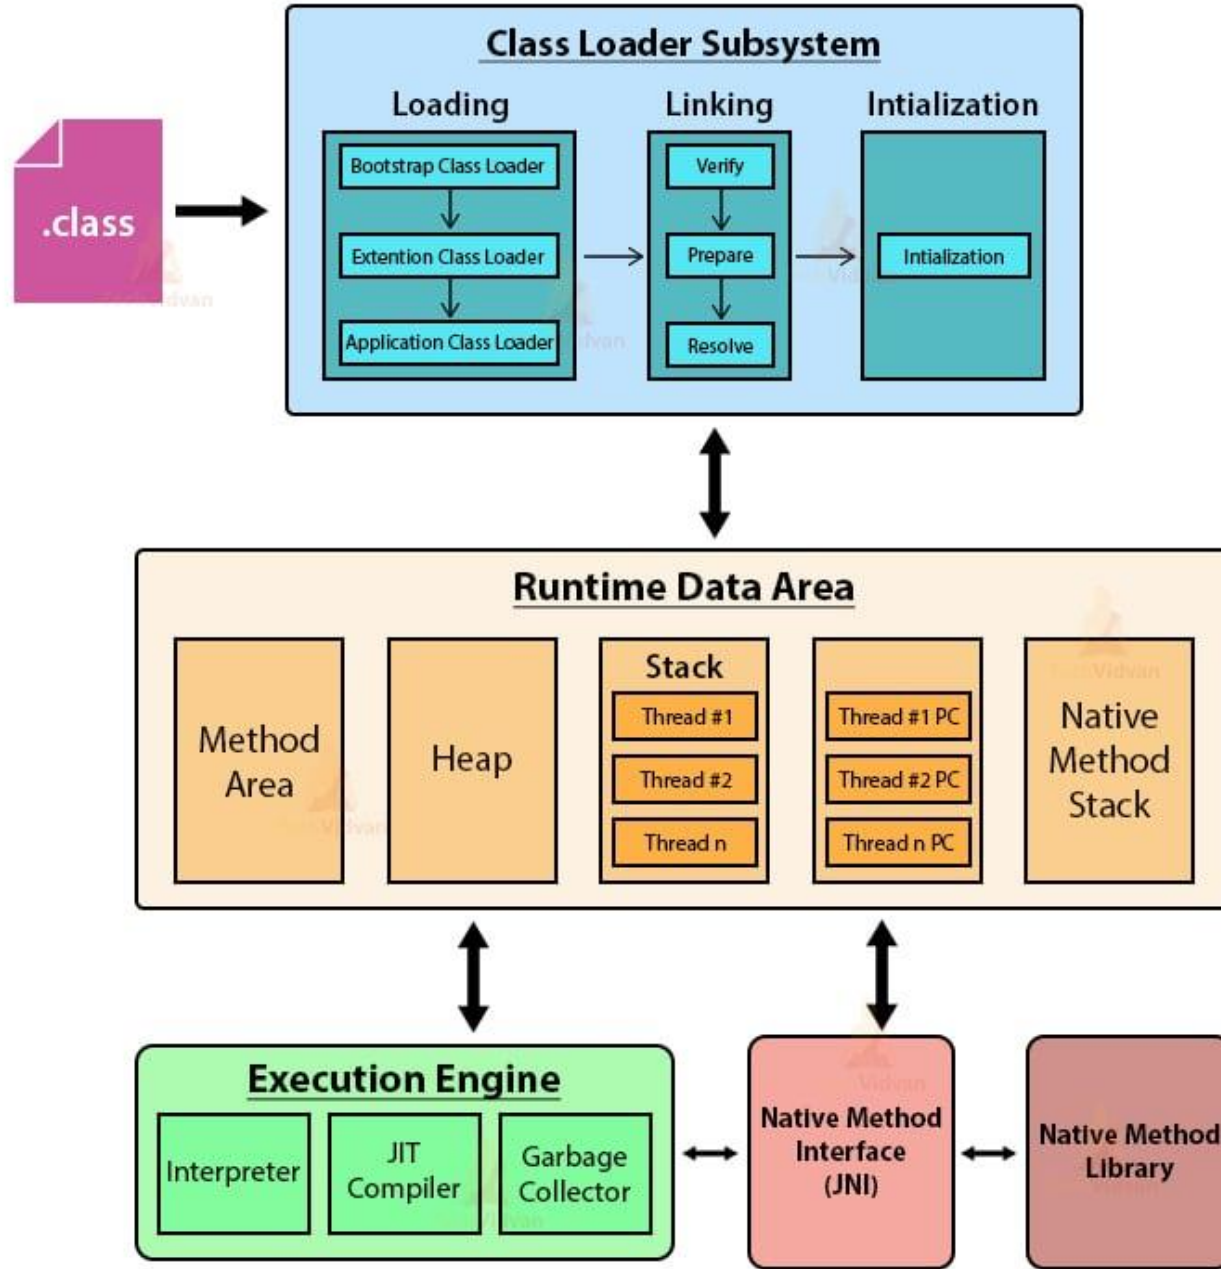 Class Loader Subsystem
Loading
Linking
Intialization
.class
Bootstrap Class Loader
Extention Class Loader
Application Class Loader
Verify
Prepare
Resolve
Intialization
Runtime Data Area
Method
Area
Heap
Stack
Thread #1
Thread #2
Thread n
Thread #1 PC
Thread #2 PC
Thread n PC
Native
Method
Stack
Execution Engine
Interpreter
JIT
Compiler
Garbage
Collector
Native Method
Interface
(JNI)
Native Method
Library
Vidvan